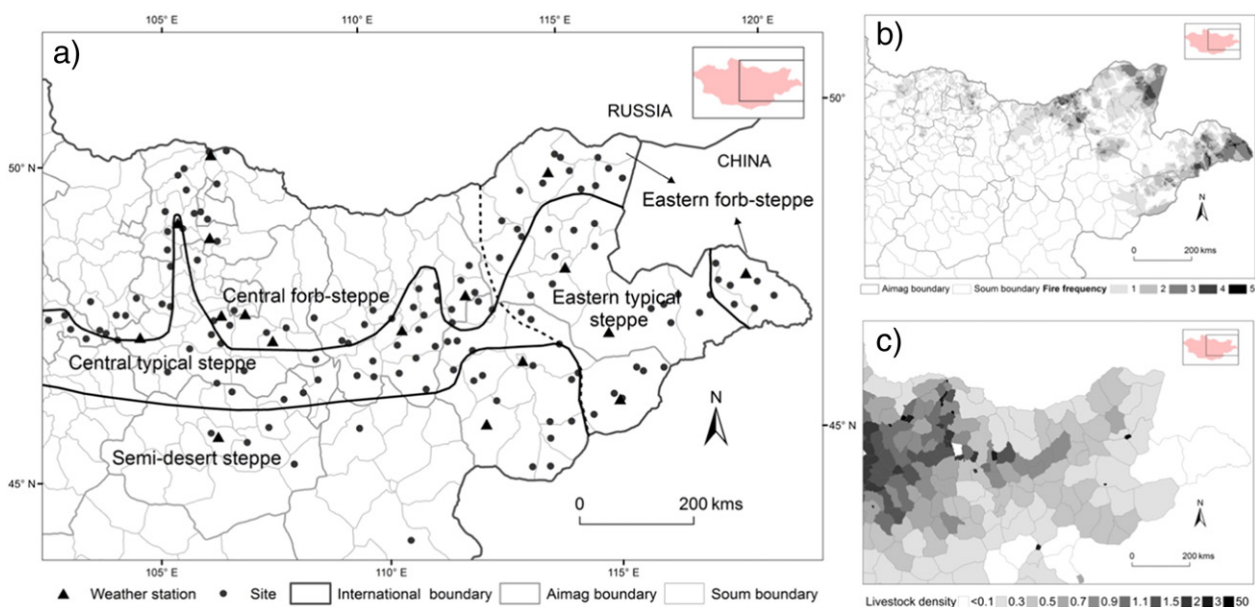 105° E 110° E 115° E 120° E
a)
RUSSIA
50°
CHINA
50° N
Eastern forb-steppe
Central forb-steppe
Eastern typical
steppe
Central typical steppe
N
45° N
Semi-desert steppe
45° N
0 200 kms
105° E 110° E 115° E
Weather station Site International boundary Aimag boundary Soum boundary
b)
N
0 200 kms
Aimag boundary Soum boundary Fire frequency 1 2 3 4 5
c)
N
0 200 kms
Livestock density <0.1 0.3 0.5 0.7 0.9 1.1 1.5 2 3 50